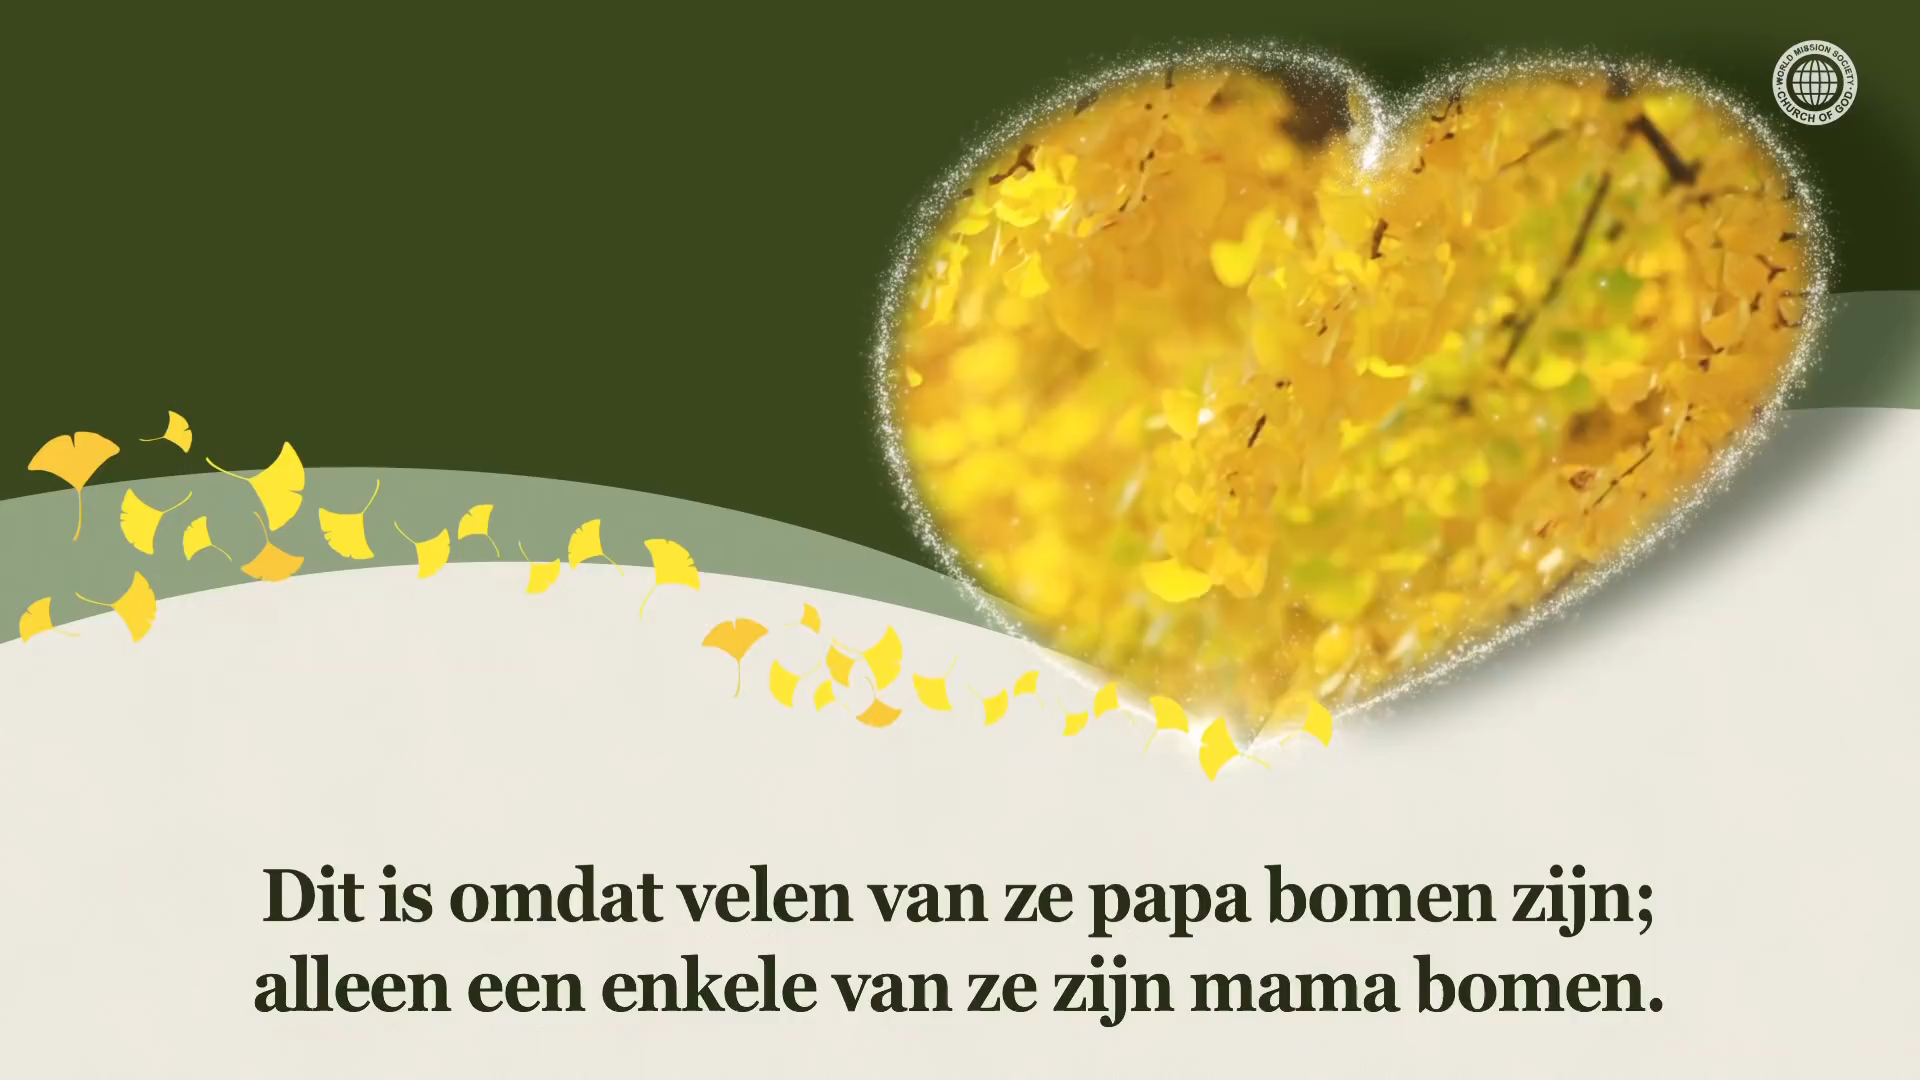 WORLD MISSION SOCIETY
CHURCH OF GOD
Dit is omdat velen van ze papa bomen zijn;
alleen een enkele van ze zijn mama bomen.